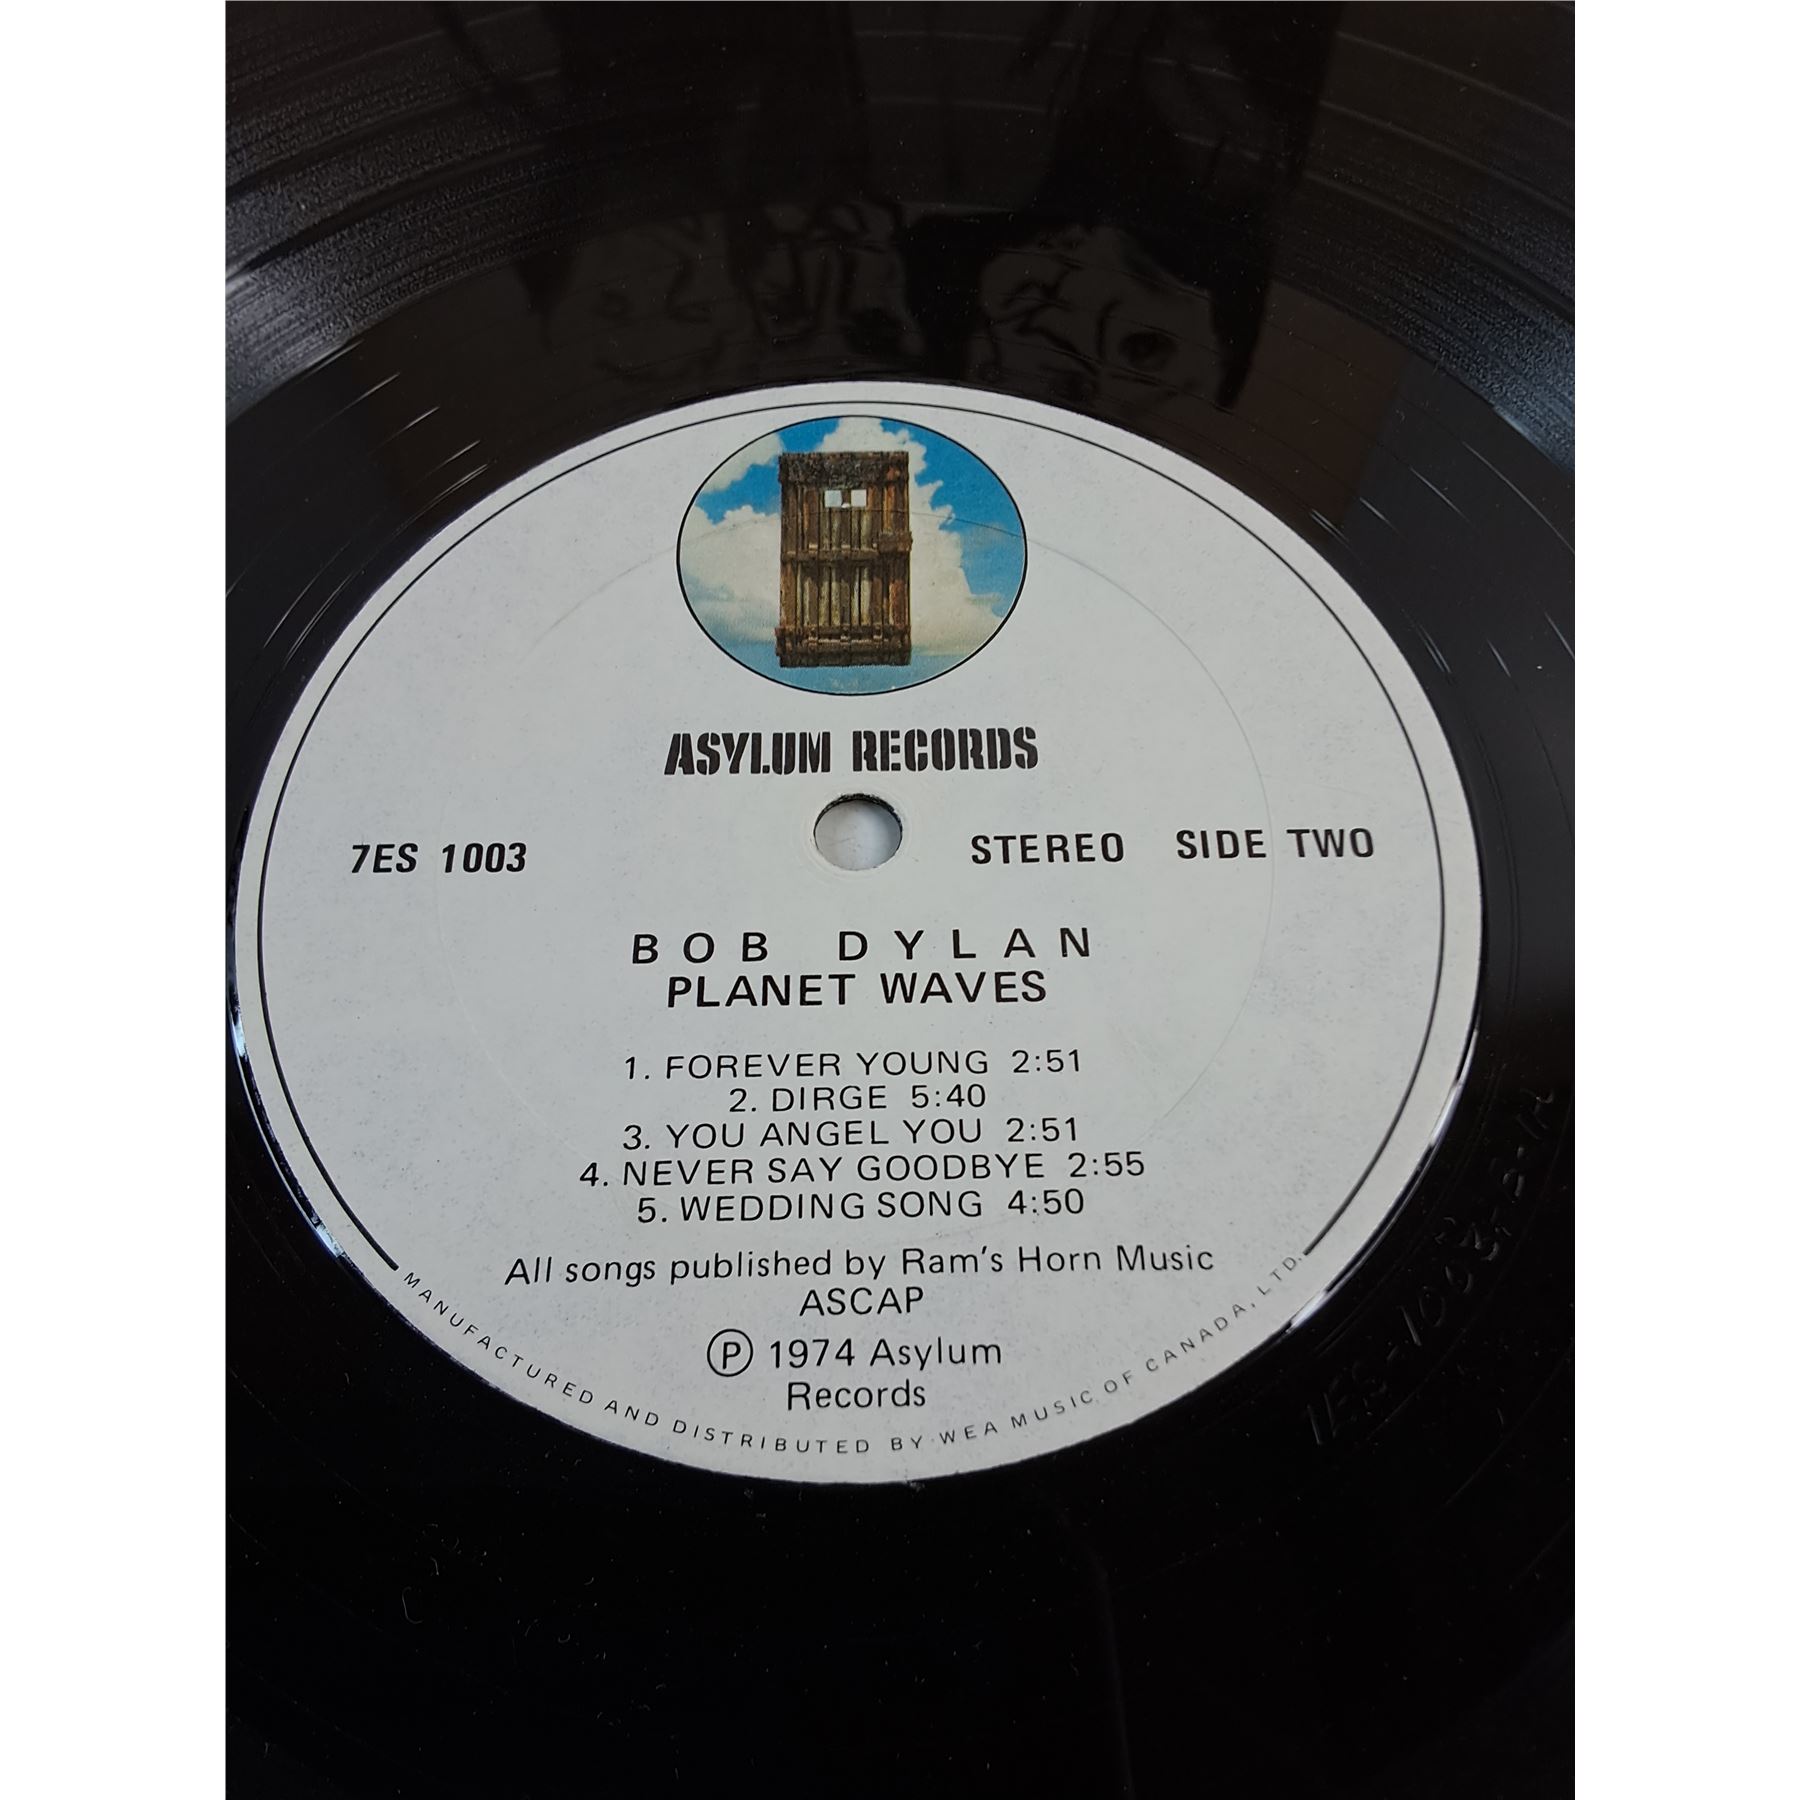 ASYLUM RECORDS
7ES 1003
STEREO SIDE TWO
BOB DYLAN
PLANET WAVES
1. FOREVER YOUNG 2:51
2. DIRGE 5:40
3. YOU ANGEL YOU 2:51
4. NEVER SAY GOODBYE 2:55
5. WEDDING SONG 4:50
All songs published by Ram's Horn Music
ASCAP
℗ 1974 Asylum
Records
MANUFACTURED AND DISTRIBUTED BY WEA MUSIC OF CANADA, LTD.